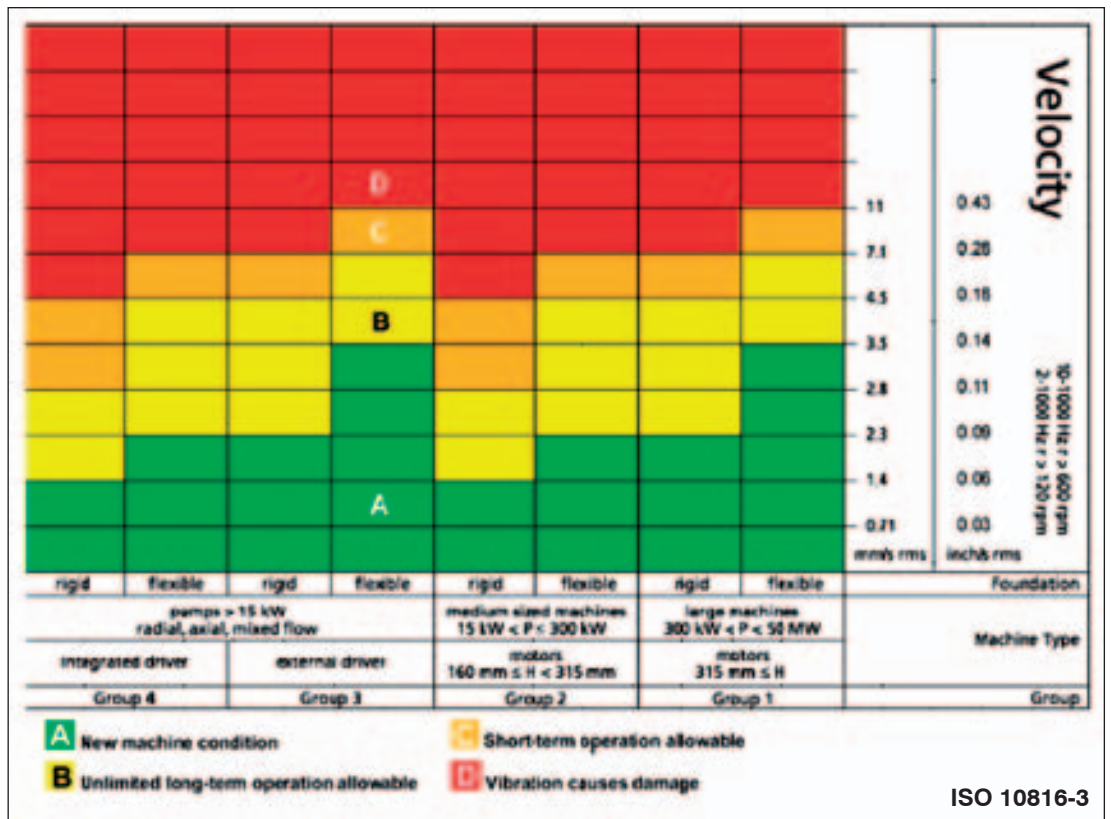 Velocity
10-1000 Hz r > 600 rpm
2-1000 Hz r > 120 rpm
D
11 0.43
C
7.1 0.28
4.5 0.18
B
3.5 0.14
2.8 0.11
2.3 0.09
1.4 0.06
A
0.71 0.03
mm/s rms inch/s rms
rigid flexible rigid flexible rigid flexible rigid flexible Foundation
pumps > 15 kW medium sized machines large machines
radial, axial, mixed flow 15 kW < P ≤ 300 kW 300 kW < P < 50 MW Machine Type
integrated driver external driver motors motors
160 mm ≤ H < 315 mm 315 mm ≤ H
Group 4 Group 3 Group 2 Group 1 Group
A New machine condition C Short-term operation allowable
B Unlimited long-term operation allowable D Vibration causes damage
ISO 10816-3